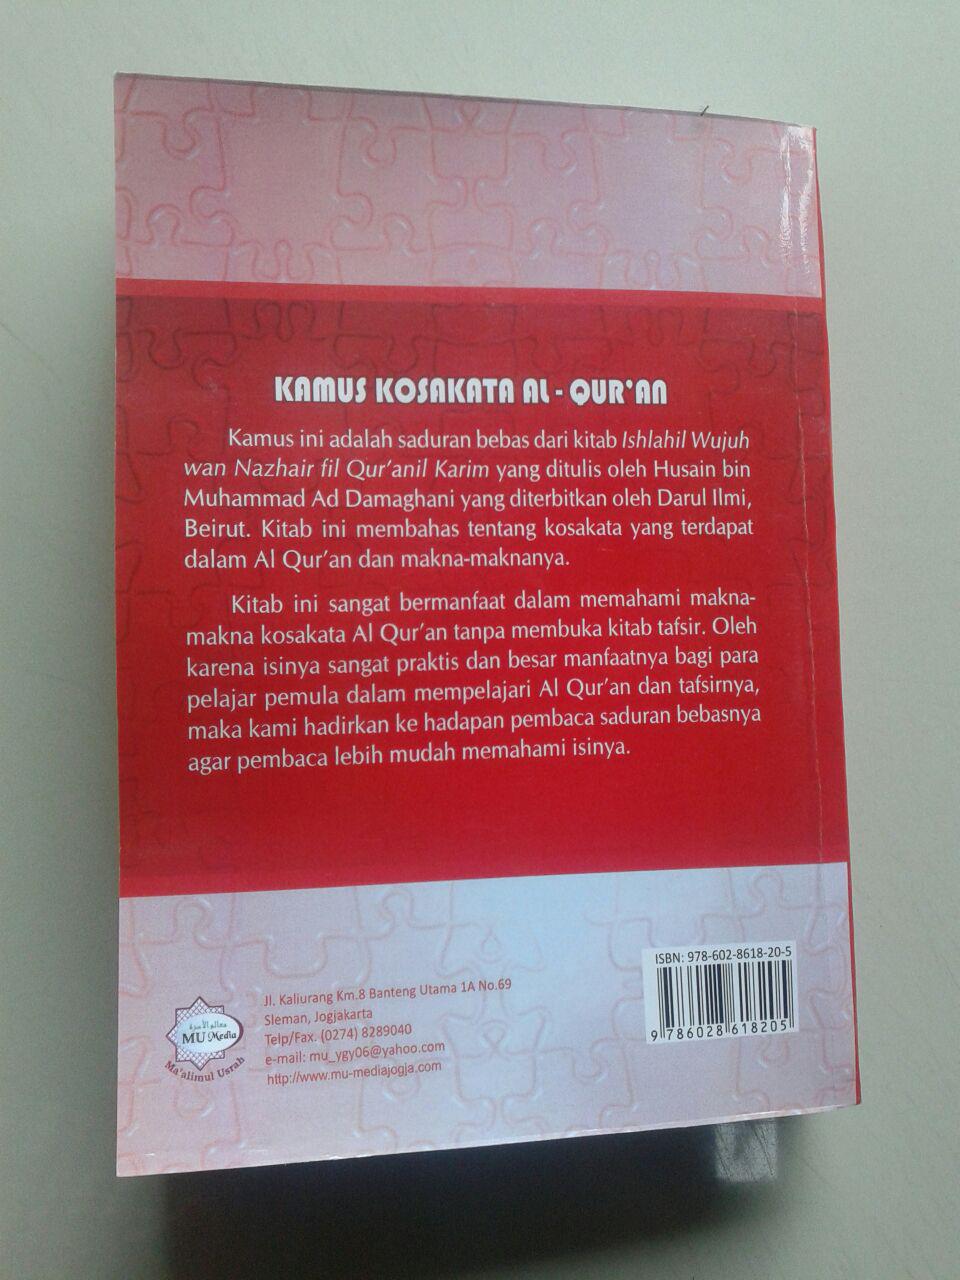 KAMUS KOSAKATA AL - QUR'AN
Kamus ini adalah saduran bebas dari kitab Ishlahil Wujuh
wan Nazhair fil Qur'anil Karim yang ditulis oleh Husain bin
Muhammad Ad Damaghani yang diterbitkan oleh Darul Ilmi,
Beirut. Kitab ini membahas tentang kosakata yang terdapat
dalam Al Qur'an dan makna-maknanya.
Kitab ini sangat bermanfaat dalam memahami makna-
makna kosakata Al Qur'an tanpa membuka kitab tafsir. Oleh
karena isinya sangat praktis dan besar manfaatnya bagi para
pelajar pemula dalam mempelajari Al Qur'an dan tafsirnya,
maka kami hadirkan ke hadapan pembaca saduran bebasnya
agar pembaca lebih mudah memahami isinya.
ISBN: 978-602-8618-20-5
9 786028 618205
معالم الأسرة
MU Media
Ma'alimul Usrah
Jl. Kaliurang Km.8 Banteng Utama 1A No.69
Sleman, Jogjakarta
Telp/Fax. (0274) 8289040
e-mail: mu_ygy06@yahoo.com
http://www.mu-mediajogja.com